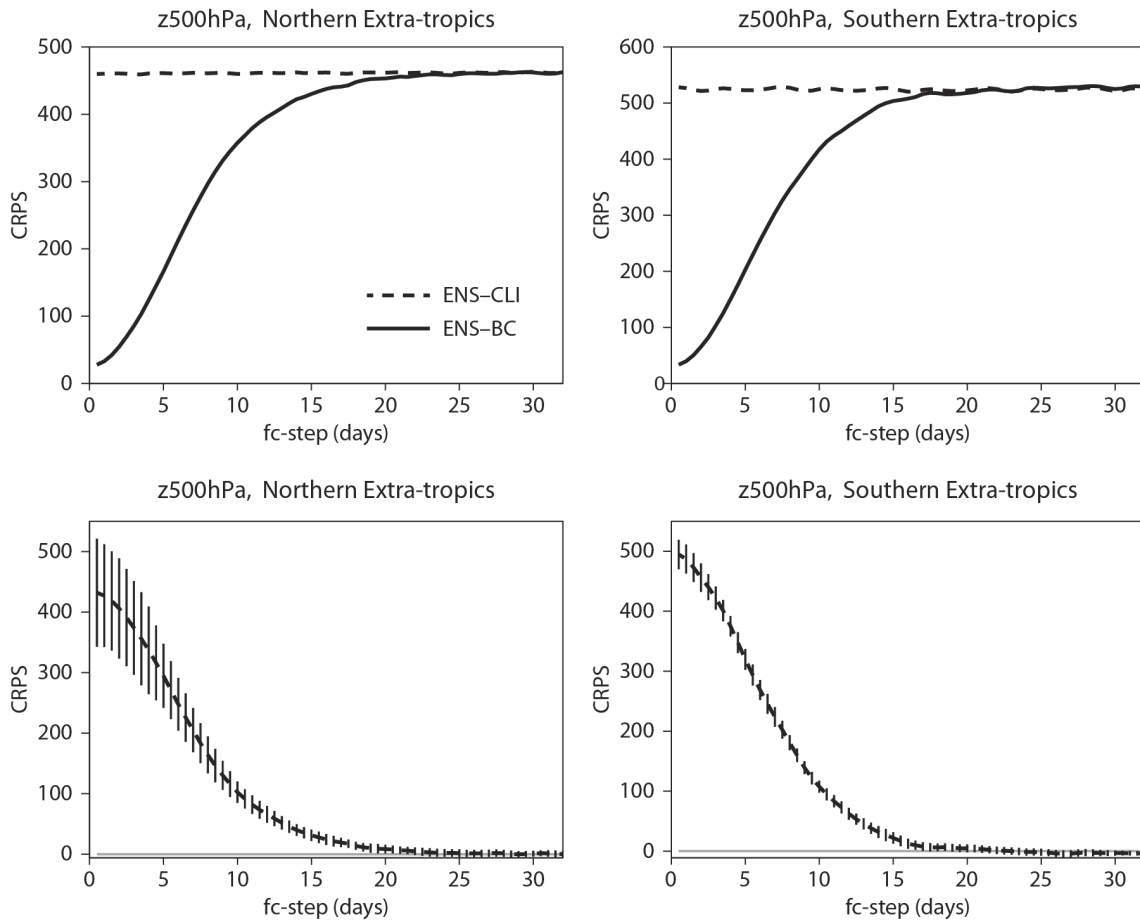 z500hPa, Northern Extra-tropics
500
400
300
200
100
0
CRPS
ENS–CLI
ENS–BC
0 5 10 15 20 25 30
fc-step (days)
z500hPa, Southern Extra-tropics
600
500
400
300
200
100
0
CRPS
0 5 10 15 20 25 30
fc-step (days)
z500hPa, Northern Extra-tropics
500
400
300
200
100
0
CRPS
0 5 10 15 20 25 30
fc-step (days)
z500hPa, Southern Extra-tropics
500
400
300
200
100
0
CRPS
0 5 10 15 20 25 30
fc-step (days)